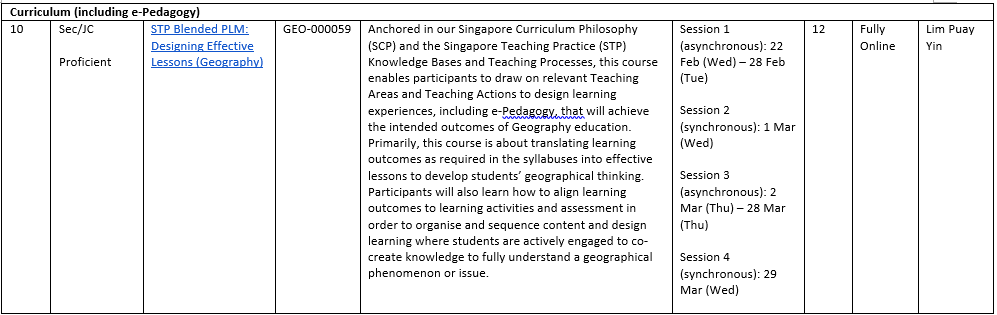 Curriculum (including e-Pedagogy)
10
Sec/JC
Proficient
STP Blended PLM:
Designing Effective
Lessons (Geography)
GEO-000059
Anchored in our Singapore Curriculum Philosophy
(SCP) and the Singapore Teaching Practice (STP)
Knowledge Bases and Teaching Processes, this course
enables participants to draw on relevant Teaching
Areas and Teaching Actions to design learning
experiences, including e-Pedagogy, that will achieve
the intended outcomes of Geography education.
Primarily, this course is about translating learning
outcomes as required in the syllabuses into effective
lessons to develop students’ geographical thinking.
Participants will also learn how to align learning
outcomes to learning activities and assessment in
order to organise and sequence content and design
learning where students are actively engaged to co-
create knowledge to fully understand a geographical
phenomenon or issue.
Session 1
(asynchronous): 22
Feb (Wed) – 28 Feb
(Tue)
Session 2
(synchronous): 1 Mar
(Wed)
Session 3
(asynchronous): 2
Mar (Thu) – 28 Mar
(Thu)
Session 4
(synchronous): 29
Mar (Wed)
12
Fully
Online
Lim Puay
Yin